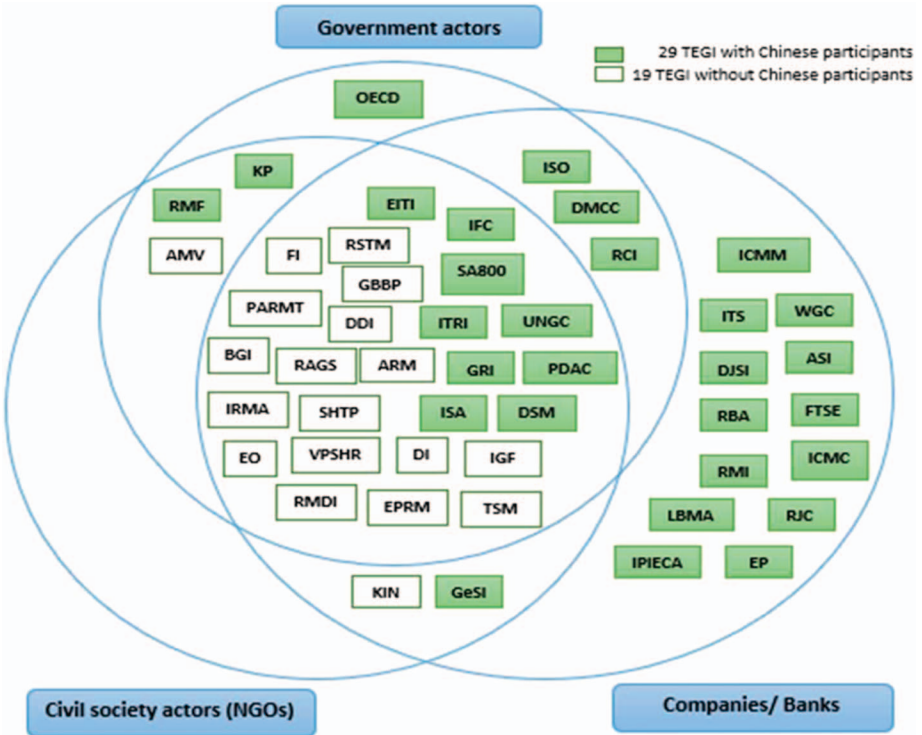 Government actors
29 TEGI with Chinese participants
19 TEGI without Chinese participants
OECD
KP
ISO
RMF
EITI
DMCC
IFC
AMV
FI
RSTM
RCI
ICMM
SA800
GBBP
PARMT
DDI
ITRI
UNGC
ITS
WGC
BGI
RAGS
ARM
GRI
PDAC
DJSI
ASI
IRMA
SHTP
ISA
DSM
RBA
FTSE
EO
VPSHR
DI
IGF
RMI
ICMC
RMDI
EPRM
TSM
LBMA
RJC
IPIECA
EP
KIN
GeSI
Civil society actors (NGOs)
Companies/ Banks